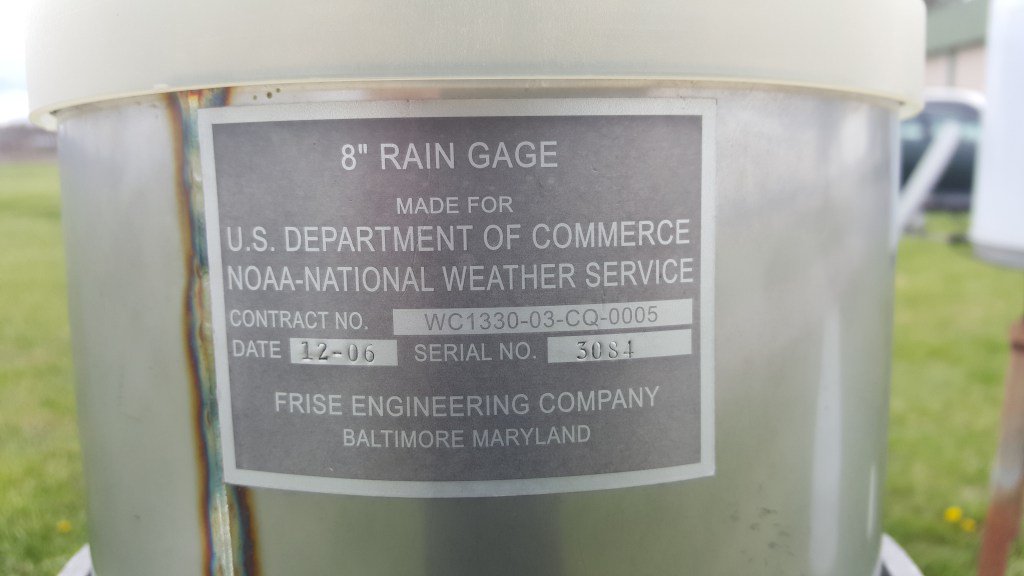 8" RAIN GAGE
MADE FOR
U.S. DEPARTMENT OF COMMERCE
NOAA-NATIONAL WEATHER SERVICE
CONTRACT NO. WC1330-03-CQ-0005
DATE 12-06 SERIAL NO. 3084
FRISE ENGINEERING COMPANY
BALTIMORE MARYLAND